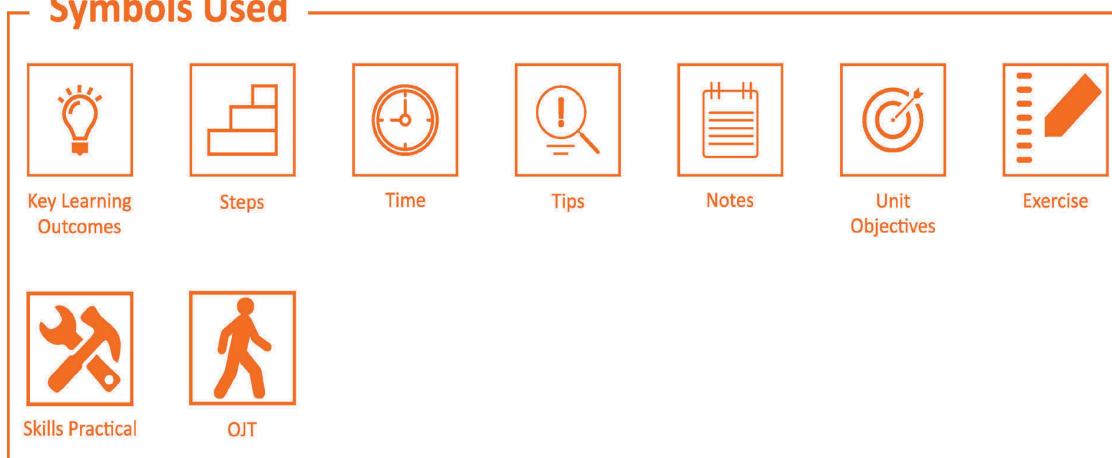 Symbols Used
Key Learning
Outcomes
Steps
Time
Tips
Notes
Unit
Objectives
Exercise
Skills Practical
OJT